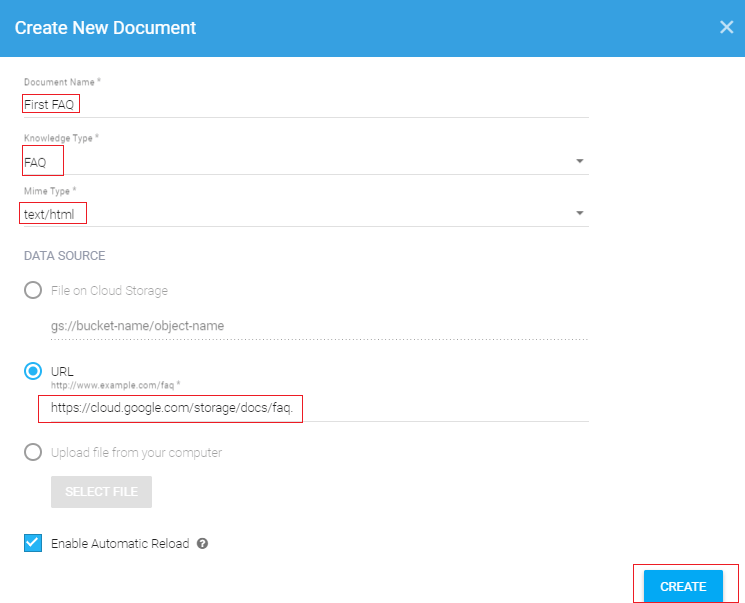 Create New Document
Document Name *
First FAQ
Knowledge Type *
FAQ
Mime Type *
text/html
DATA SOURCE
File on Cloud Storage
gs://bucket-name/object-name
URL
http://www.example.com/faq *
https://cloud.google.com/storage/docs/faq.
Upload file from your computer
SELECT FILE
Enable Automatic Reload
CREATE